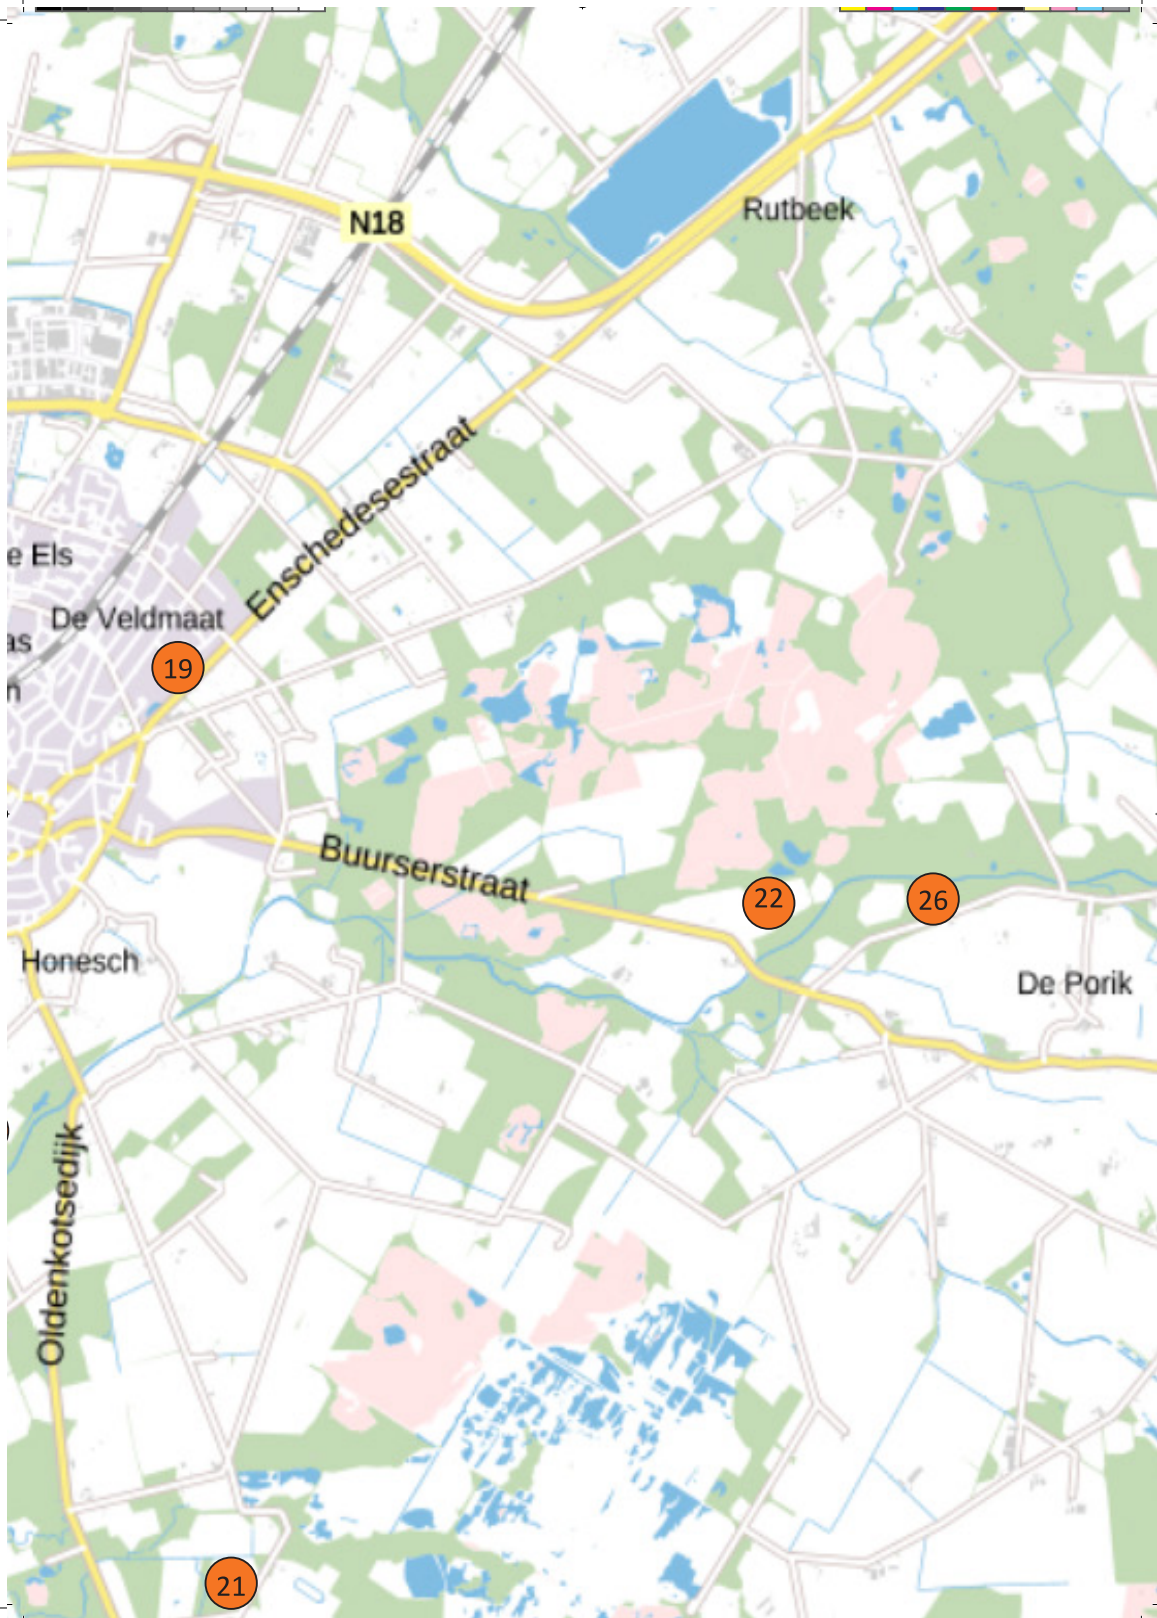 N18
Rutbeek
Enschedesestraat
e Els
De Veldmaat
as
19
n
Buurserstraat
22
26
Honesch
De Porik
Oldenkotsedijk
21